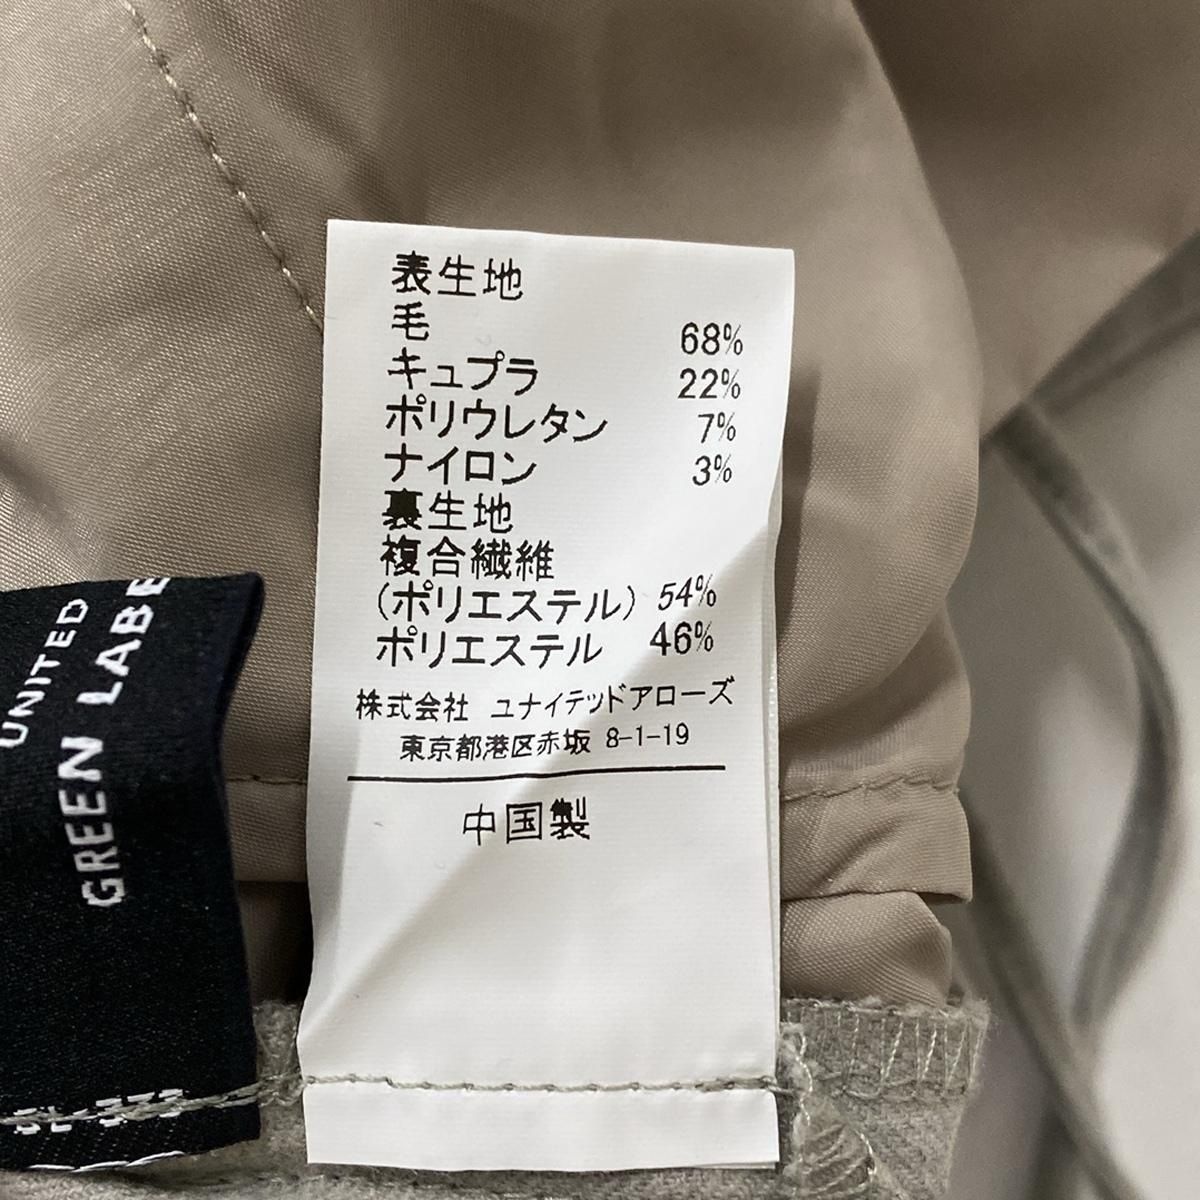 表生地
毛 68%
キュプラ 22%
ポリウレタン 7%
ナイロン 3%
裏生地
複合繊維
(ポリエステル) 54%
ポリエステル 46%
株式会社 ユナイテッドアローズ
東京都港区赤坂 8-1-19
中国製
UNITED
GREEN LABE